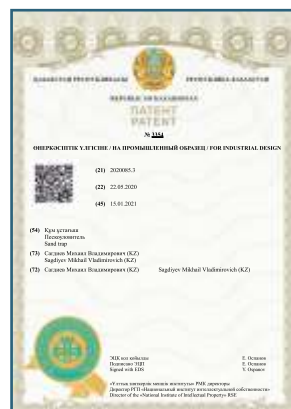 ҚАЗАҚСТАН РЕСПУБЛИКАСЫ РЕСПУБЛИКА КАЗАХСТАН
REPUBLIC OF KAZAKHSTAN
ПАТЕНТ
PATENT
№ 3354
ӨНЕРКӘСІПТІК ҮЛГІСІНЕ / НА ПРОМЫШЛЕННЫЙ ОБРАЗЕЦ / FOR INDUSTRIAL DESIGN
(21) 2020085.3
(22) 22.05.2020
(45) 15.01.2021
(54) Құм ұстағыш
Пескоуловитель
Sand trap
(73) Сагдиев Михаил Владимирович (KZ)
Sagdiyev Mikhail Vladimirovich (KZ)
(72) Сагдиев Михаил Владимирович (KZ) Sagdiyev Mikhail Vladimirovich (KZ)
ЭЦҚ қол қойылды Е. Оспанов
Подписано ЭЦП Е. Оспанов
Signed with EDS Y. Ospanov
«Ұлттық зияткерлік меншік институты» РМК директоры
Директор РГП «Национальный институт интеллектуальной собственности»
Director of the «National Institute of Intellectual Property» RSE